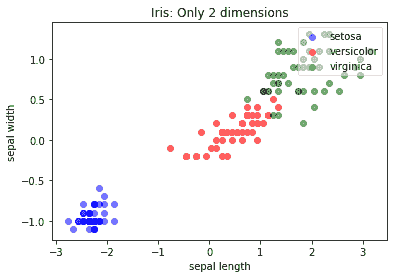 Iris: Only 2 dimensions
setosa
versicolor
virginica
1.0
0.5
0.0
−0.5
−1.0
sepal width
−3
−2
−1
0
1
2
3
sepal length